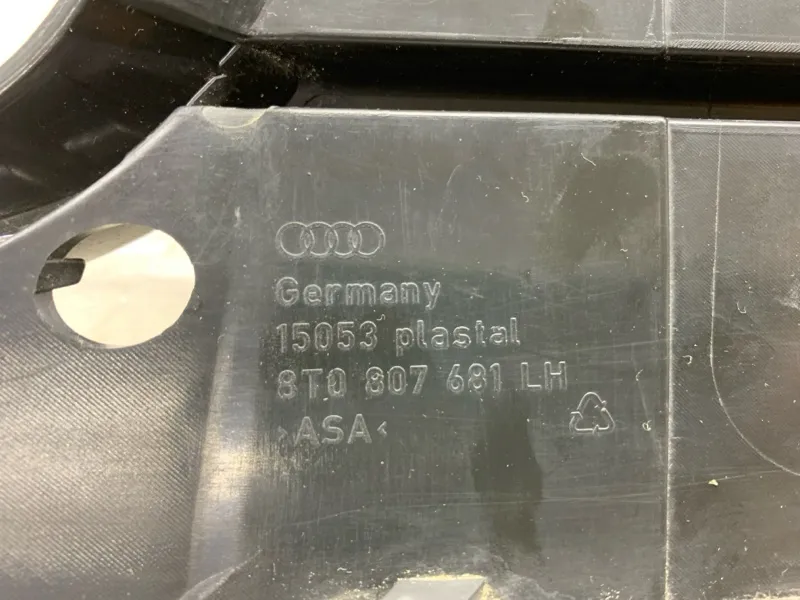 Germany
15053 plastal
8T0 807 681 LH
>ASA<